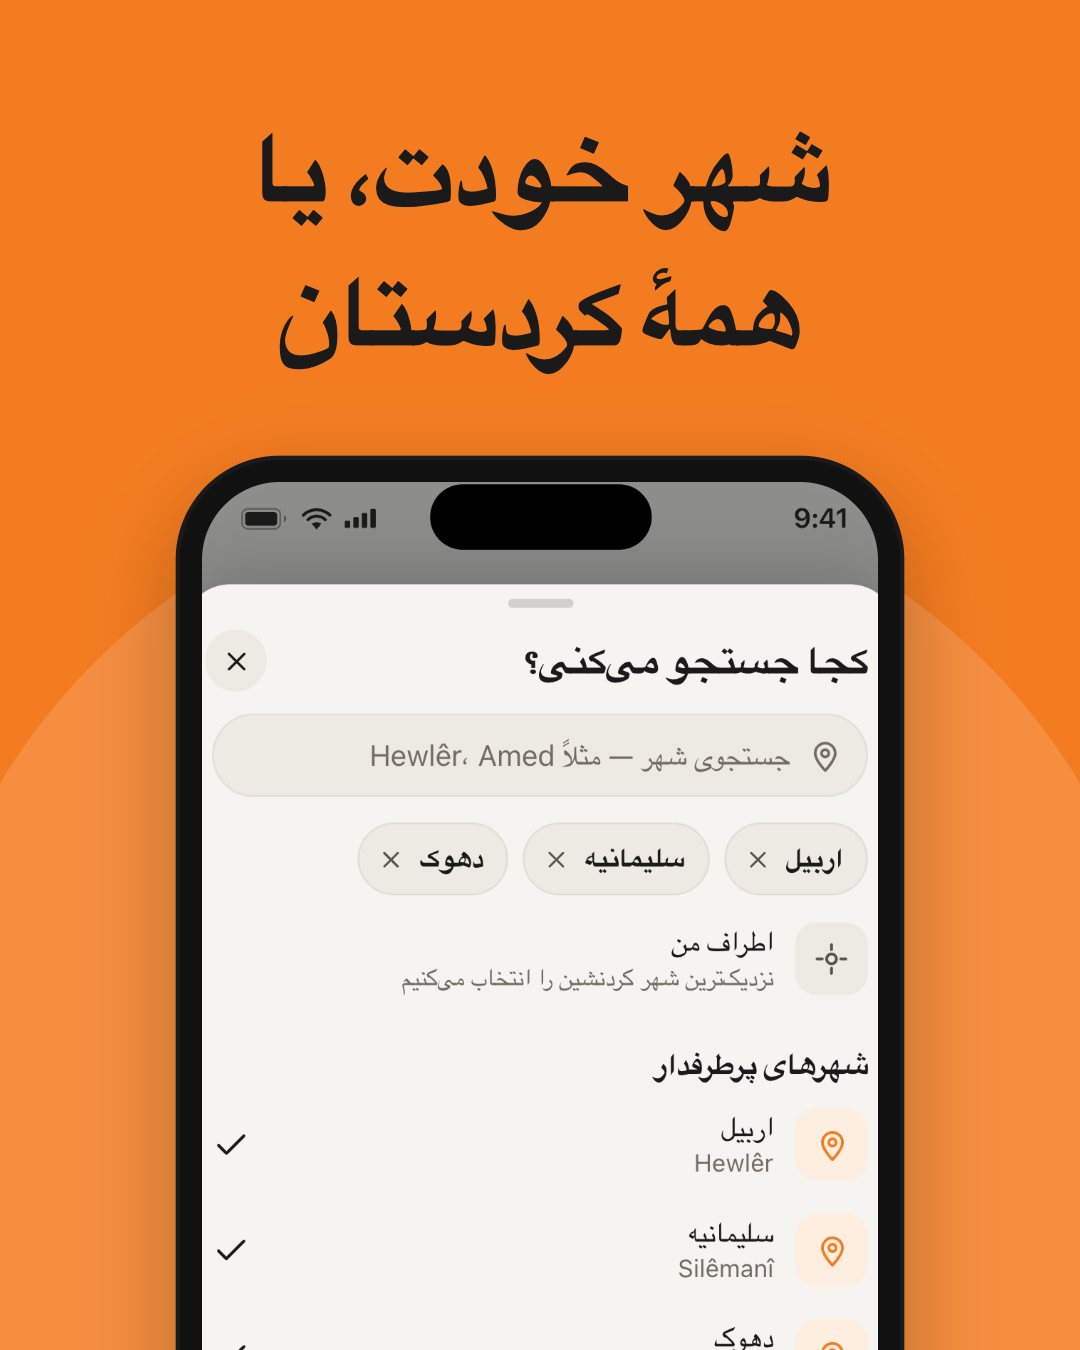 شهر خودت، یا
همهٔ کردستان
9:41
کجا جستجو می‌کنی؟
جستجوی شهر — مثلاً Hewlêr، Amed
اربیل
سلیمانیه
دهوک
اطراف من
نزدیک‌ترین شهر کردنشین را انتخاب می‌کنیم
شهرهای پرطرفدار
اربیل
Hewlêr
سلیمانیه
Silêmanî
دهوک